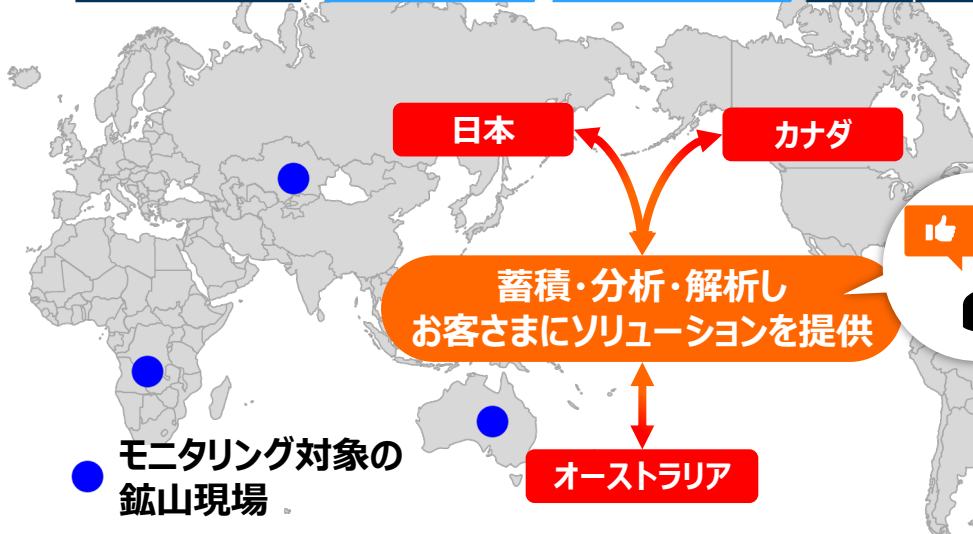 日本
カナダ
蓄積・分析・解析し
お客さまにソリューションを提供
オーストラリア
モニタリング対象の
鉱山現場